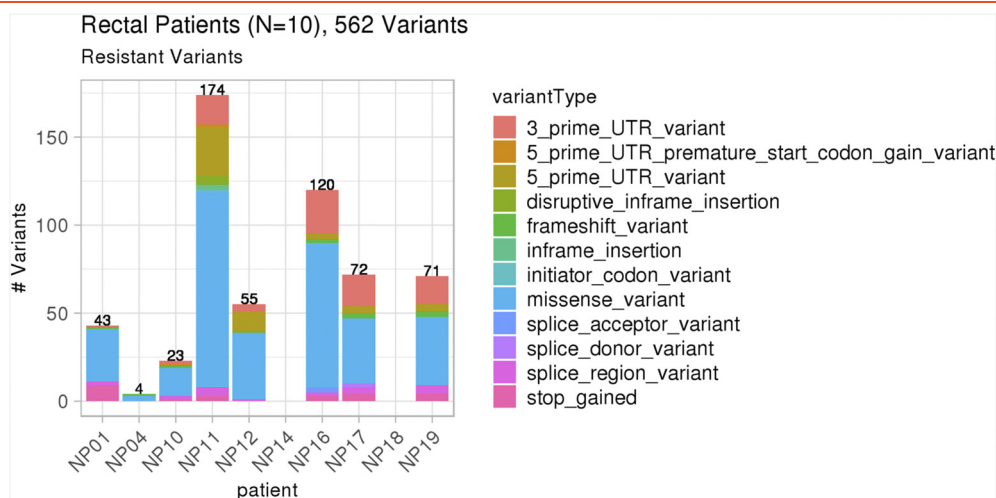 Rectal Patients (N=10), 562 Variants
Resistant Variants
174
150
120
100
72
71
55
50
43
23
4
0
# Variants
NP01
NP04
NP10
NP11
NP12
NP14
NP16
NP17
NP18
NP19
patient
variantType
3_prime_UTR_variant
5_prime_UTR_premature_start_codon_gain_variant
5_prime_UTR_variant
disruptive_inframe_insertion
frameshift_variant
inframe_insertion
initiator_codon_variant
missense_variant
splice_acceptor_variant
splice_donor_variant
splice_region_variant
stop_gained